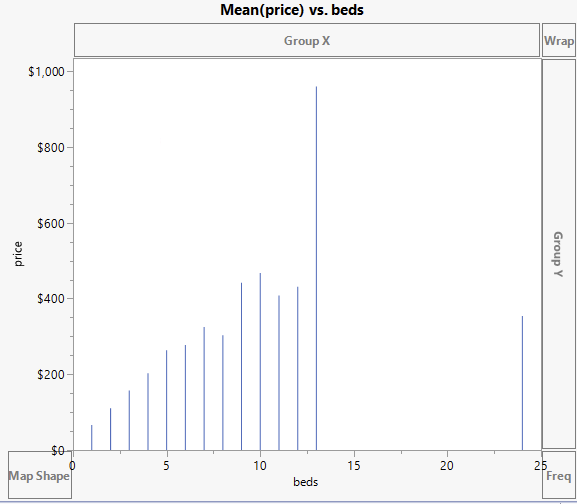 Mean(price) vs. beds
Group X
Wrap
$1,000
$800
$600
$400
$200
$0
price
Group Y
0 5 10 15 20 25
Map Shape
beds
Freq